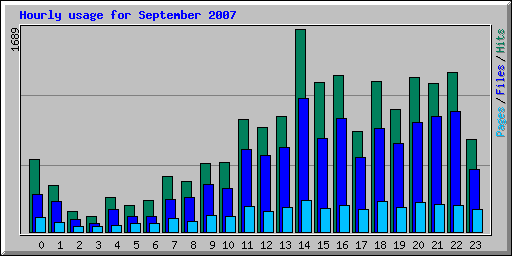 Hourly usage for September 2007
1689
Pages / Files / Hits
0 1 2 3 4 5 6 7 8 9 10 11 12 13 14 15 16 17 18 19 20 21 22 23